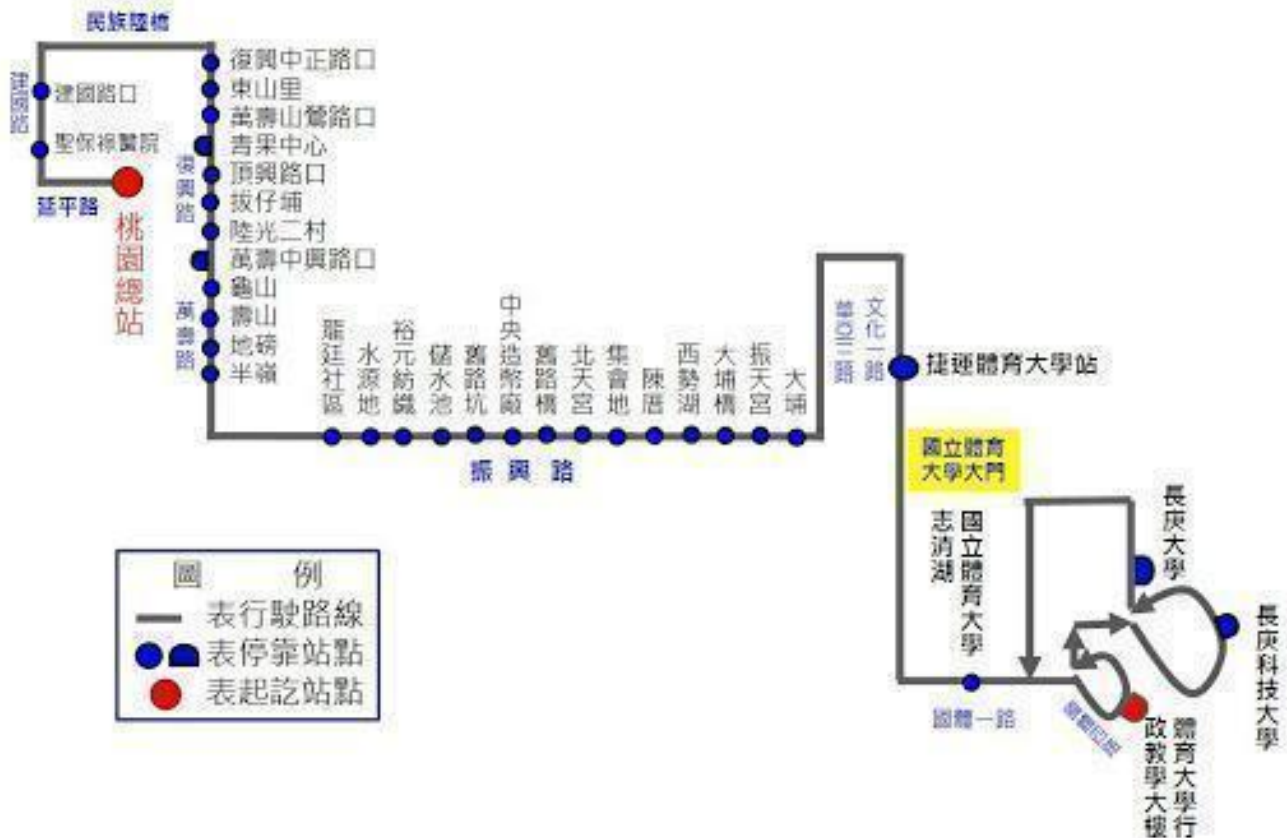 民族陸橋
建國路
建國路口
聖保祿醫院
延平路
桃園總站
復興中正路口
東山里
萬壽山鶯路口
青果中心
頂興路口
拔仔埔
陸光二村
萬壽中興路口
龜山
壽山
地磅
半嶺
復興路
萬壽路
龍廷社區
水源地
裕元紡織
儲水池
舊路坑
中央造幣廠
舊路橋
北天宮
集會地
陳厝
西勢湖
大埔橋
振天宮
大埔
振興路
華亞三路
文化一路
捷運體育大學站
國立體育
大學大門
國立體育大學
志清湖
長庚大學
長庚科技大學
國體一路
體育大學行
政教學大樓
圖 例
表行駛路線
表停靠站點
表起訖站點